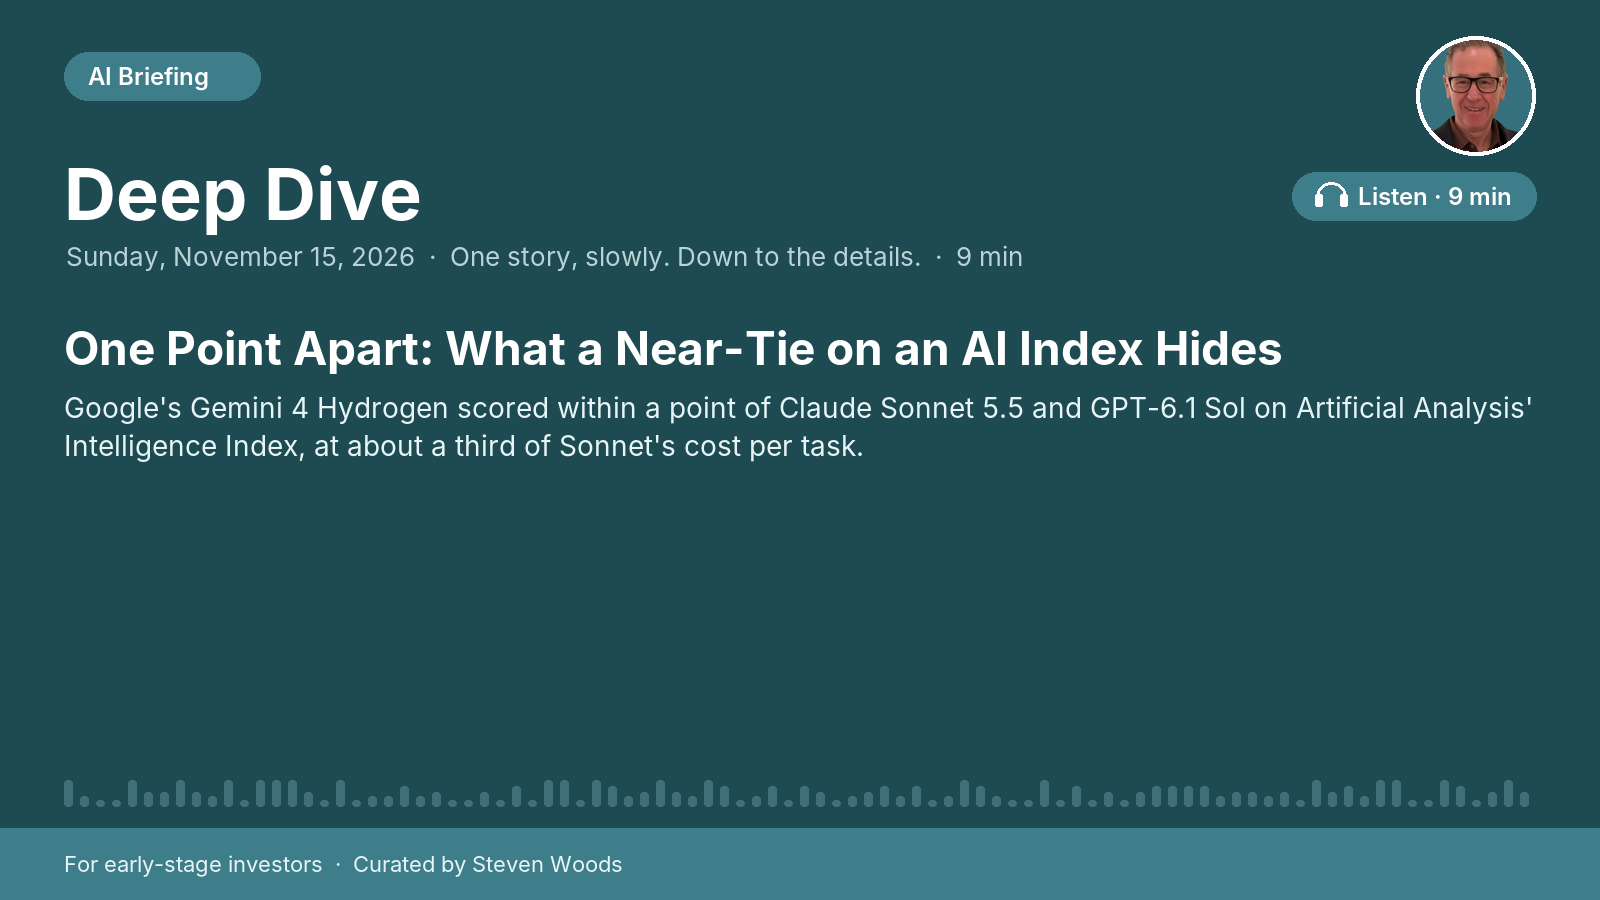 AI Briefing
Deep Dive
Listen · 9 min
Sunday, November 15, 2026 · One story, slowly. Down to the details. · 9 min
One Point Apart: What a Near-Tie on an AI Index Hides
Google's Gemini 4 Hydrogen scored within a point of Claude Sonnet 5.5 and GPT-6.1 Sol on Artificial Analysis'
Intelligence Index, at about a third of Sonnet's cost per task.
For early-stage investors · Curated by Steven Woods